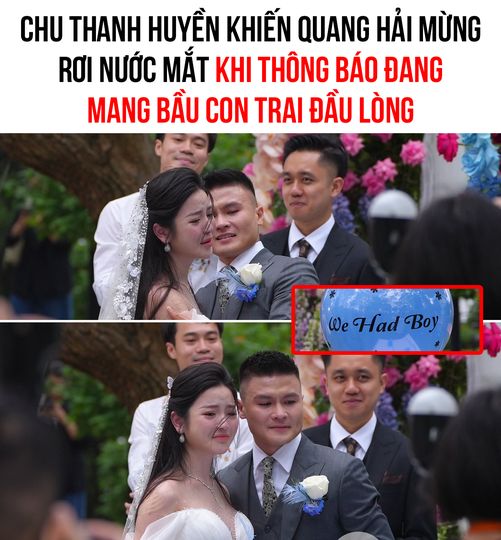 CHU THANH HUYỀN KHIẾN QUANG HẢI MỪNG
RƠI NƯỚC MẮT KHI THÔNG BÁO ĐANG
MANG BẦU CON TRAI ĐẦU LÒNG
We Had Boy